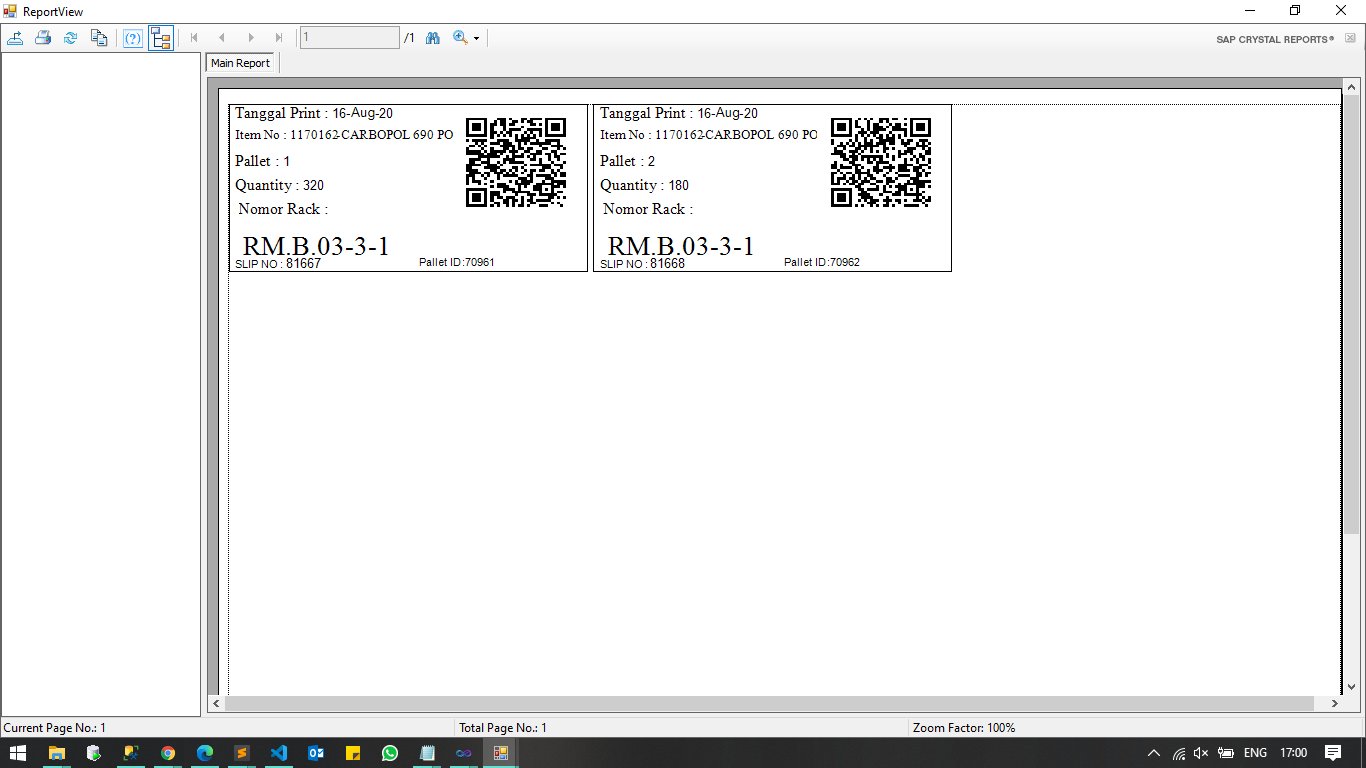 ReportView
1
/1
SAP CRYSTAL REPORTS®
Main Report
Tanggal Print : 16-Aug-20
Item No : 1170162-CARBOPOL 690 PO
Pallet : 1
Quantity : 320
Nomor Rack :
RM.B.03-3-1
SLIP NO : 81667
Pallet ID:70961
Tanggal Print : 16-Aug-20
Item No : 1170162-CARBOPOL 690 PO
Pallet : 2
Quantity : 180
Nomor Rack :
RM.B.03-3-1
SLIP NO : 81668
Pallet ID:70962
Current Page No.: 1
Total Page No.: 1
Zoom Factor: 100%
ENG
17:00